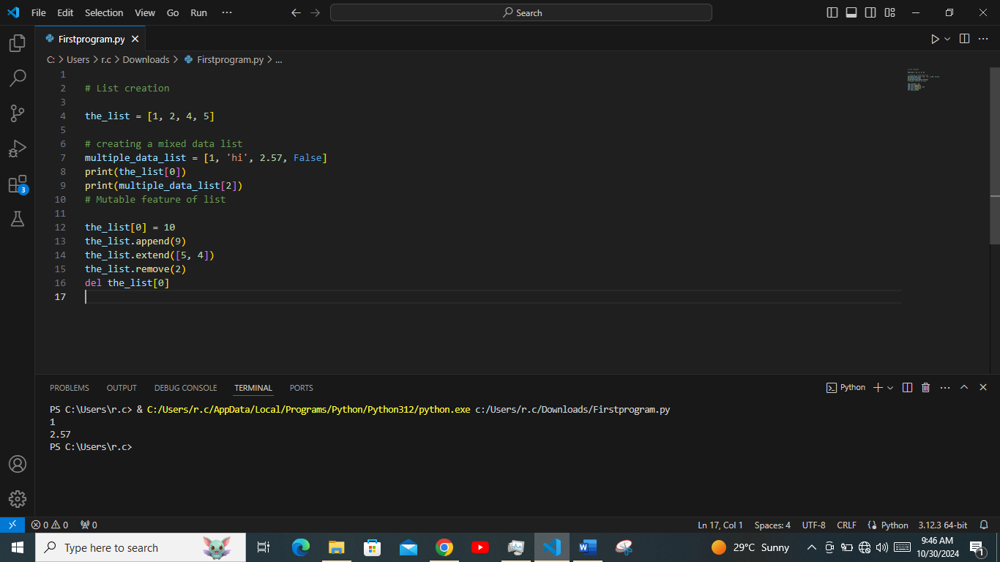 File Edit Selection View Go Run ··· Search
Firstprogram.py
C: > Users > r.c > Downloads > Firstprogram.py > ...
1
2 # List creation
3
4 the_list = [1, 2, 4, 5]
5
6 # creating a mixed data list
7 multiple_data_list = [1, 'hi', 2.57, False]
8 print(the_list[0])
9 print(multiple_data_list[2])
10 # Mutable feature of list
11
12 the_list[0] = 10
13 the_list.append(9)
14 the_list.extend([5, 4])
15 the_list.remove(2)
16 del the_list[0]
17
3
PROBLEMS OUTPUT DEBUG CONSOLE TERMINAL PORTS Python
PS C:\Users\r.c> & C:/Users/r.c/AppData/Local/Programs/Python/Python312/python.exe c:/Users/r.c/Downloads/Firstprogram.py
1
2.57
PS C:\Users\r.c>
0 0 0 Ln 17, Col 1 Spaces: 4 UTF-8 CRLF Python 3.12.3 64-bit
Type here to search 29°C Sunny 9:46 AM
10/30/2024 1